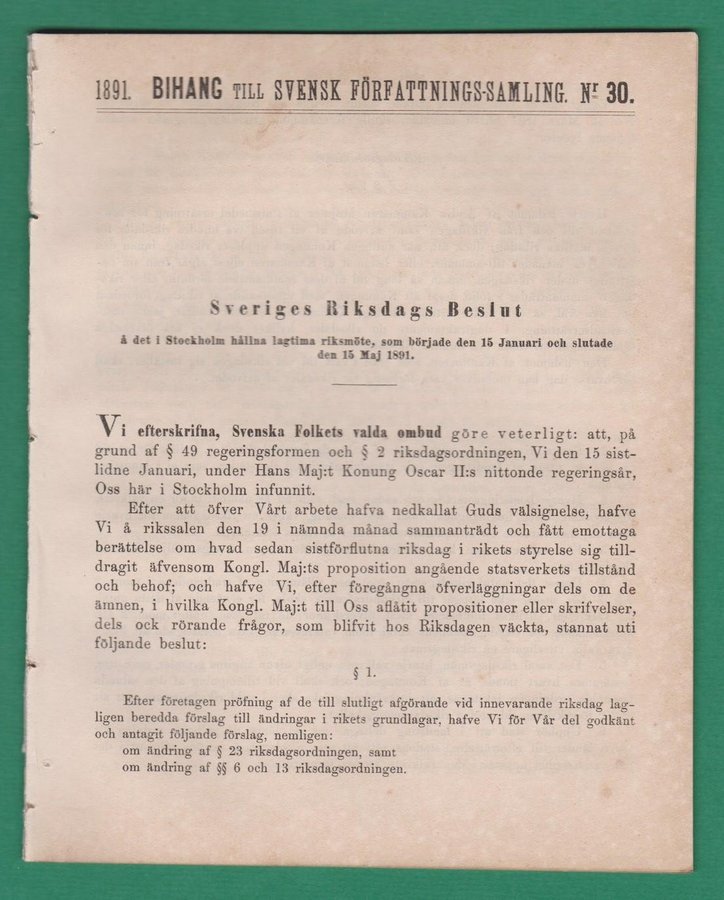 1891. BIHANG TILL SVENSK FÖRFATTNINGS-SAMLING. Nr 30.
Sveriges Riksdags Beslut
å det i Stockholm hållna lagtima riksmöte, som började den 15 Januari och slutade
den 15 Maj 1891.
Vi efterskrifna, Svenska Folkets valda ombud göre veterligt: att, på
grund af § 49 regeringsformen och § 2 riksdagsordningen, Vi den 15 sist-
lidne Januari, under Hans Maj:t Konung Oscar II:s nittonde regeringsår,
Oss här i Stockholm infunnit.
Efter att öfver Vårt arbete hafva nedkallat Guds välsignelse, hafve
Vi å rikssalen den 19 i nämnda månad sammanträdt och fått emottaga
berättelse om hvad sedan sistförflutna riksdag i rikets styrelse sig till-
dragit äfvensom Kongl. Maj:ts proposition angående statsverkets tillstånd
och behof; och hafve Vi, efter föregångna öfverläggningar dels om de
ämnen, i hvilka Kongl. Maj:t till Oss aflåtit propositioner eller skrifvelser,
dels ock rörande frågor, som blifvit hos Riksdagen väckta, stannat uti
följande beslut:
§ 1.
Efter företagen pröfning af de till slutligt afgörande vid innevarande riksdag lag-
ligen beredda förslag till ändringar i rikets grundlagar, hafve Vi för Vår del godkänt
och antagit följande förslag, nemligen:
om ändring af § 23 riksdagsordningen, samt
om ändring af §§ 6 och 13 riksdagsordningen.